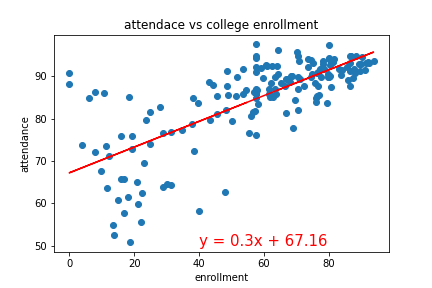 attendace vs college enrollment
attendance
90
80
70
60
50
y = 0.3x + 67.16
0
20
40
60
80
enrollment